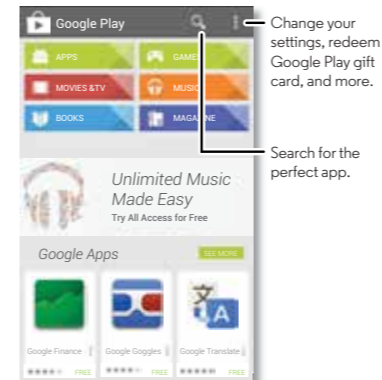 Google Play
Change your
settings, redeem
Google Play gift
card, and more.
APPS
GAMES
MOVIES & TV
MUSIC
BOOKS
MAGAZINE
Search for the
perfect app.
Unlimited Music
Made Easy
Try All Access for Free
Google Apps
SEE MORE
文
A
Google Finance
Google Goggles
Google Translate
FREE
FREE
FREE